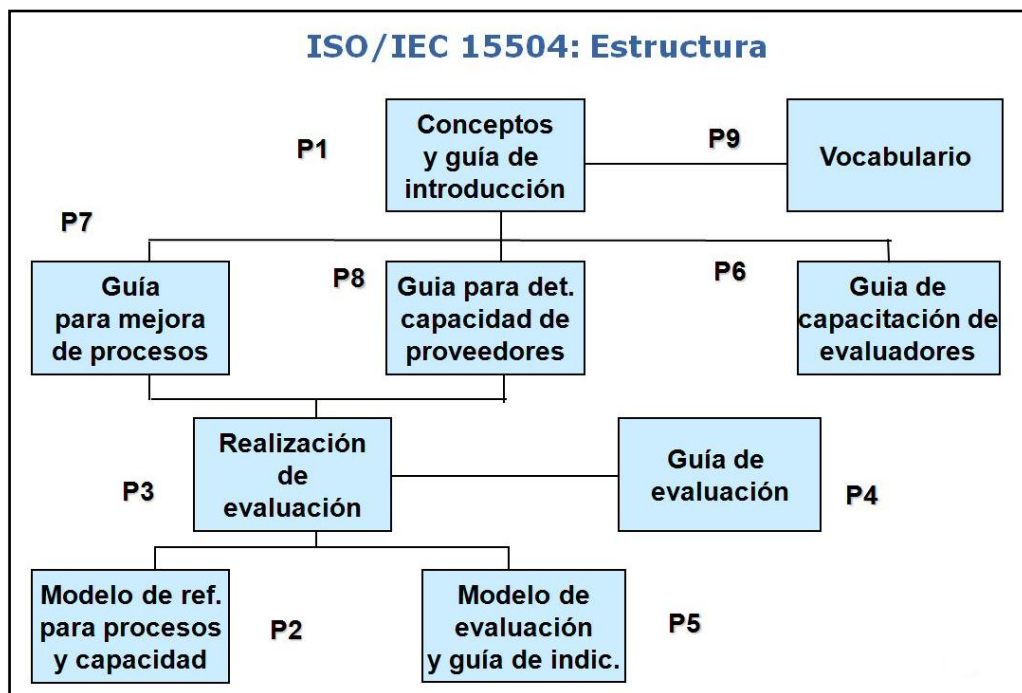 ISO/IEC 15504: Estructura
P1
Conceptos
y guía de
introducción
P9
Vocabulario
P7
Guía
para mejora
de procesos
P8
Guia para det.
capacidad de
proveedores
P6
Guia de
capacitación de
evaluadores
P3
Realización
de
evaluación
Guía de
evaluación
P4
Modelo de ref.
para procesos
y capacidad
P2
Modelo de
evaluación
y guía de indic.
P5